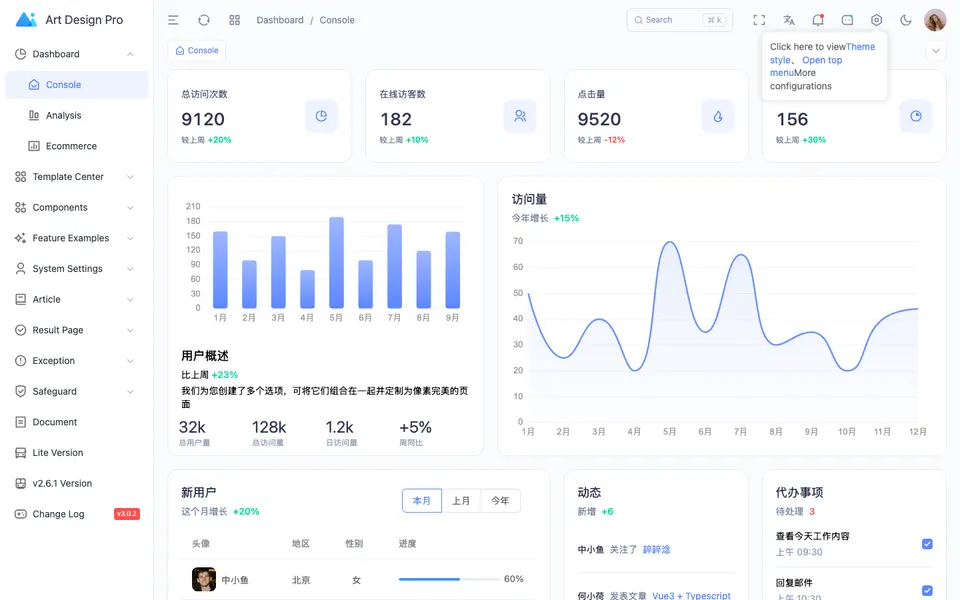 Art Design Pro
Dashboard / Console
Search
⌘ k
Dashboard
Console
Analysis
Ecommerce
Template Center
Components
Feature Examples
System Settings
Article
Result Page
Exception
Safeguard
Document
Lite Version
v2.6.1 Version
Change Log
v3.0.2
Console
Click here to viewTheme
style、 Open top
menuMore
configurations
总访问次数
9120
较上周 +20%
在线访客数
182
较上周 +10%
点击量
9520
较上周 -12%
156
较上周 +30%
210
180
150
120
90
60
30
0
1月 2月 3月 4月 5月 6月 7月 8月 9月
用户概述
比上周 +23%
我们为您创建了多个选项，可将它们组合在一起并定制为像素完美的页
面
32k
总用户量
128k
总访问量
1.2k
日访问量
+5%
周同比
访问量
今年增长 +15%
70
60
50
40
30
20
10
0
1月 2月 3月 4月 5月 6月 7月 8月 9月 10月 11月 12月
新用户
这个月增长 +20%
本月 上月 今年
头像 地区 性别 进度
中小鱼 北京 女 60%
动态
新增 +6
中小鱼 关注了 誶誶淰
何小荷 发表文章 Vue3 + Typescript
代办事项
待处理 3
查看今天工作内容
上午 09:30
回复邮件
上午 10:30